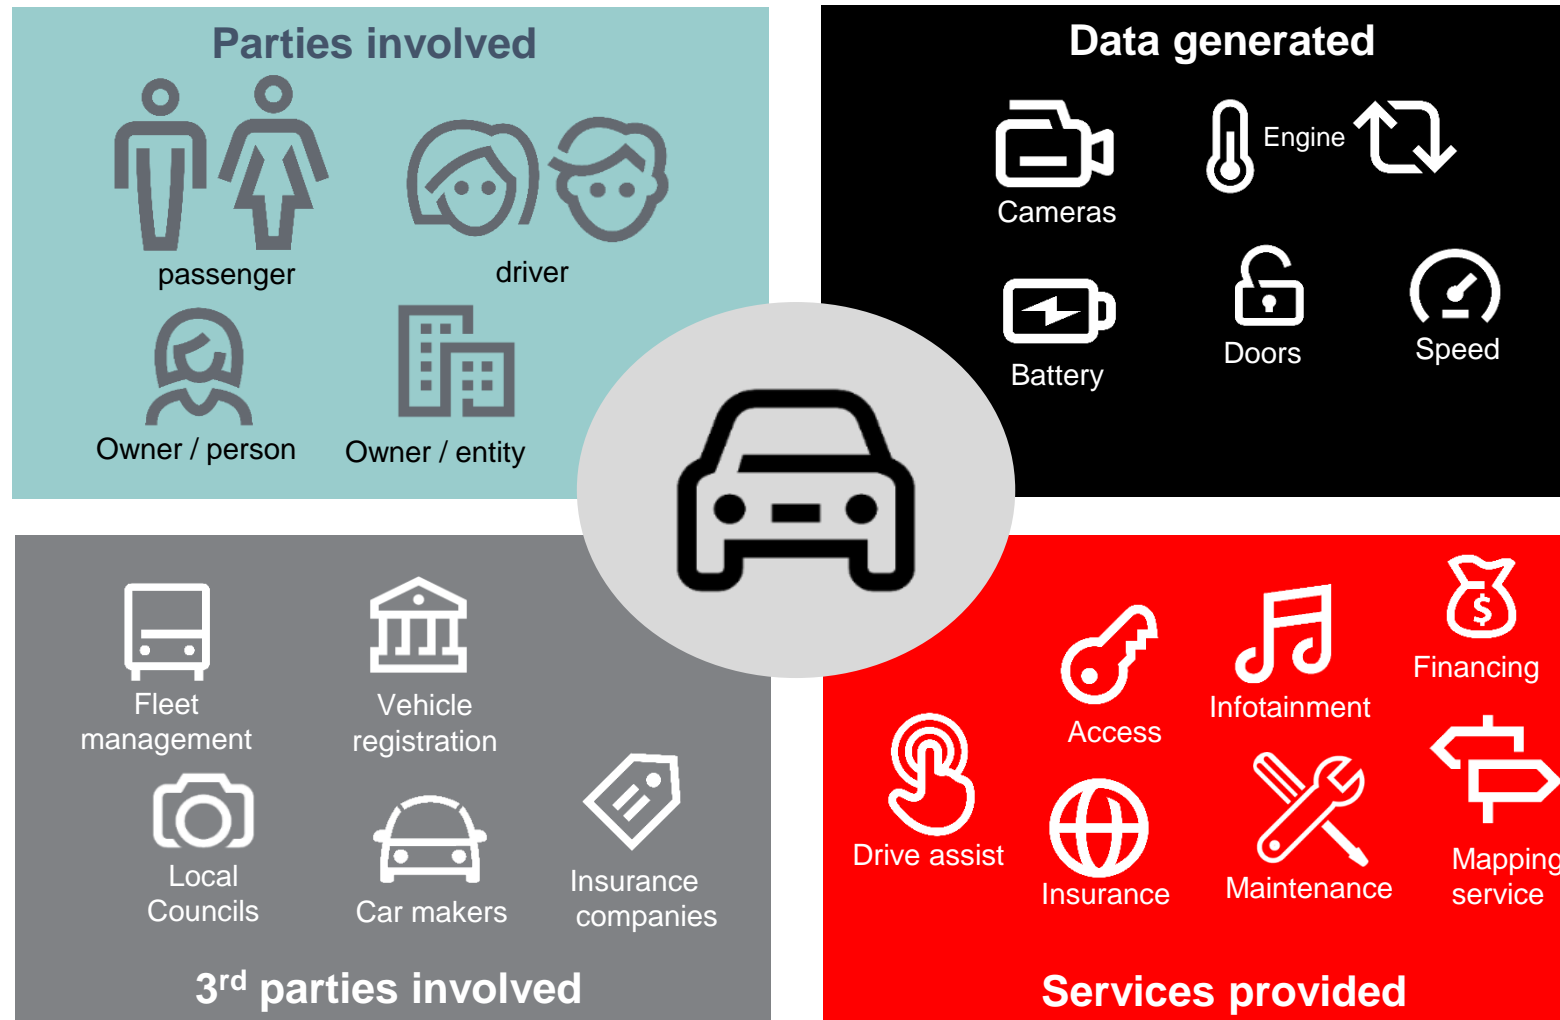 Parties involved
passenger
driver
Owner / person
Owner / entity
Data generated
Cameras
Engine
Battery
Doors
Speed
Fleet
management
Vehicle
registration
Local
Councils
Car makers
Insurance
companies
3rd parties involved
Drive assist
Access
Infotainment
Financing
$
Insurance
Maintenance
Mapping
service
Services provided